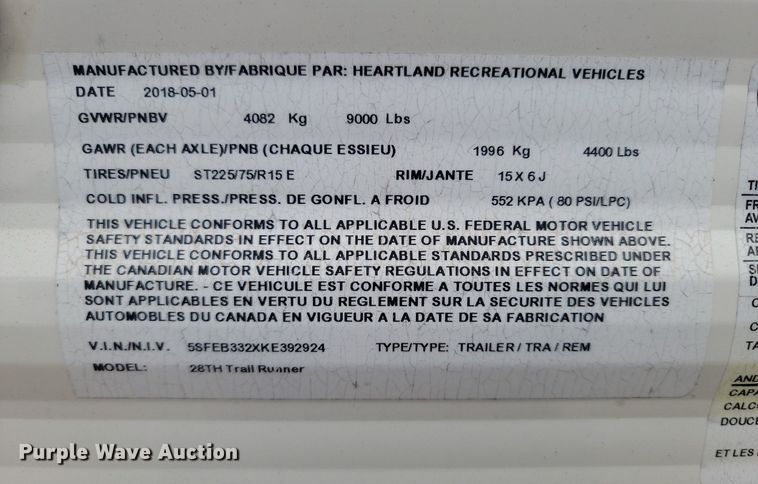 MANUFACTURED BY/FABRIQUE PAR: HEARTLAND RECREATIONAL VEHICLES
DATE 2018-05-01
GVWR/PNBV 4082 Kg 9000 Lbs
GAWR (EACH AXLE)/PNB (CHAQUE ESSIEU) 1996 Kg 4400 Lbs
TIRES/PNEU ST225/75/R15 E RIM/JANTE 15 X 6 J
COLD INFL. PRESS./PRESS. DE GONFL. A FROID 552 KPA ( 80 PSI/LPC)
THIS VEHICLE CONFORMS TO ALL APPLICABLE U.S. FEDERAL MOTOR VEHICLE
SAFETY STANDARDS IN EFFECT ON THE DATE OF MANUFACTURE SHOWN ABOVE.
THIS VEHICLE CONFORMS TO ALL APPLICABLE STANDARDS PRESCRIBED UNDER
THE CANADIAN MOTOR VEHICLE SAFETY REGULATIONS IN EFFECT ON DATE OF
MANUFACTURE. - CE VEHICULE EST CONFORME A TOUTES LES NORMES QUI LUI
SONT APPLICABLES EN VERTU DU REGLEMENT SUR LA SECURITE DES VEHICLES
AUTOMOBILES DU CANADA EN VIGUEUR A LA DATE DE SA FABRICATION
V.I.N./N.I.V. 5SFEB332XKE392924 TYPE/TYPE: TRAILER / TRA / REM
MODEL: 28TH Trail Runner
AND
ET LES
Purple Wave Auction